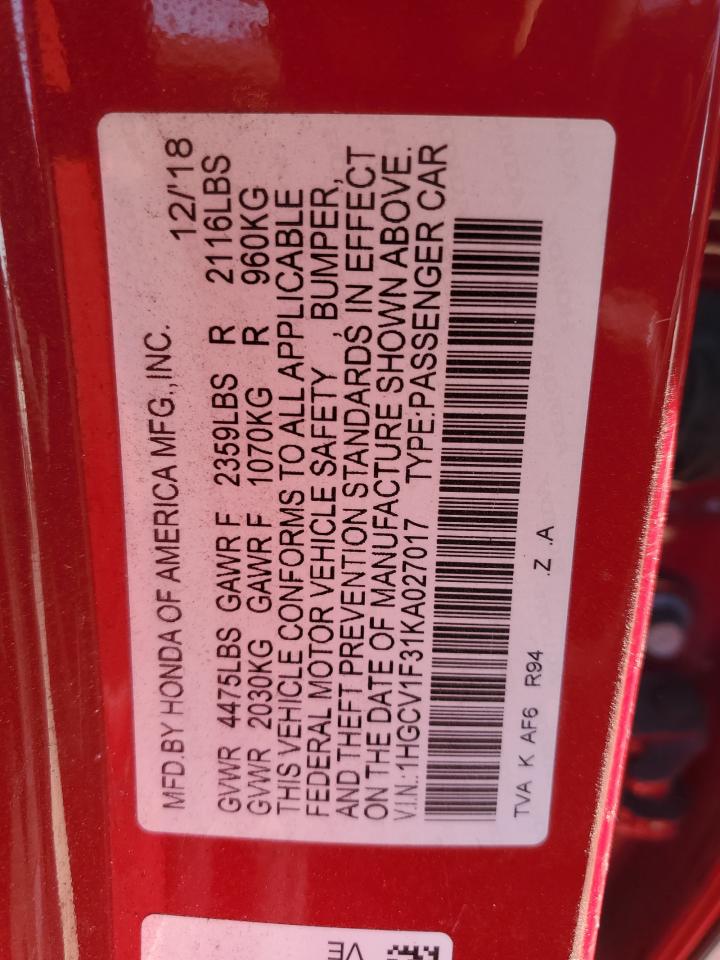 MFD.BY HONDA OF AMERICA MFG.,INC. 12/'18
GVWR 4475LBS GAWR F 2359LBS R 2116LBS
GVWR 2030KG GAWR F 1070KG R 960KG
THIS VEHICLE CONFORMS TO ALL APPLICABLE
FEDERAL MOTOR VEHICLE SAFETY , BUMPER,
AND THEFT PREVENTION STANDARDS IN EFFECT
ON THE DATE OF MANUFACTURE SHOWN ABOVE.
V.I.N.:1HGCV1F31KA027017 TYPE:PASSENGER CAR
TVA K AF6 R94 .Z .A